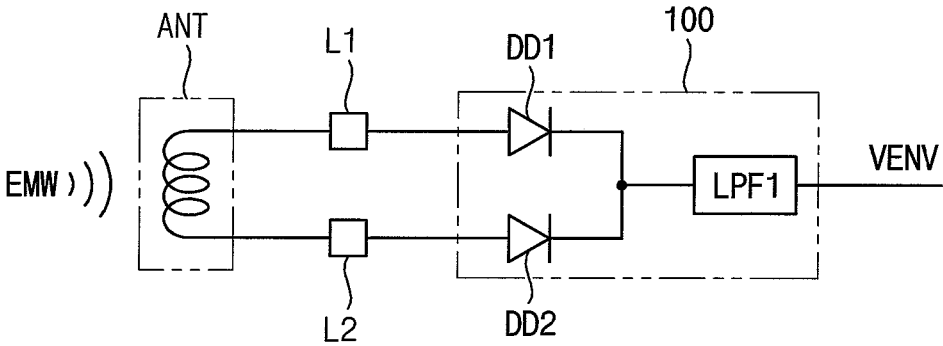 ANT
L1
DD1
100
EMW
LPF1
VENV
L2
DD2